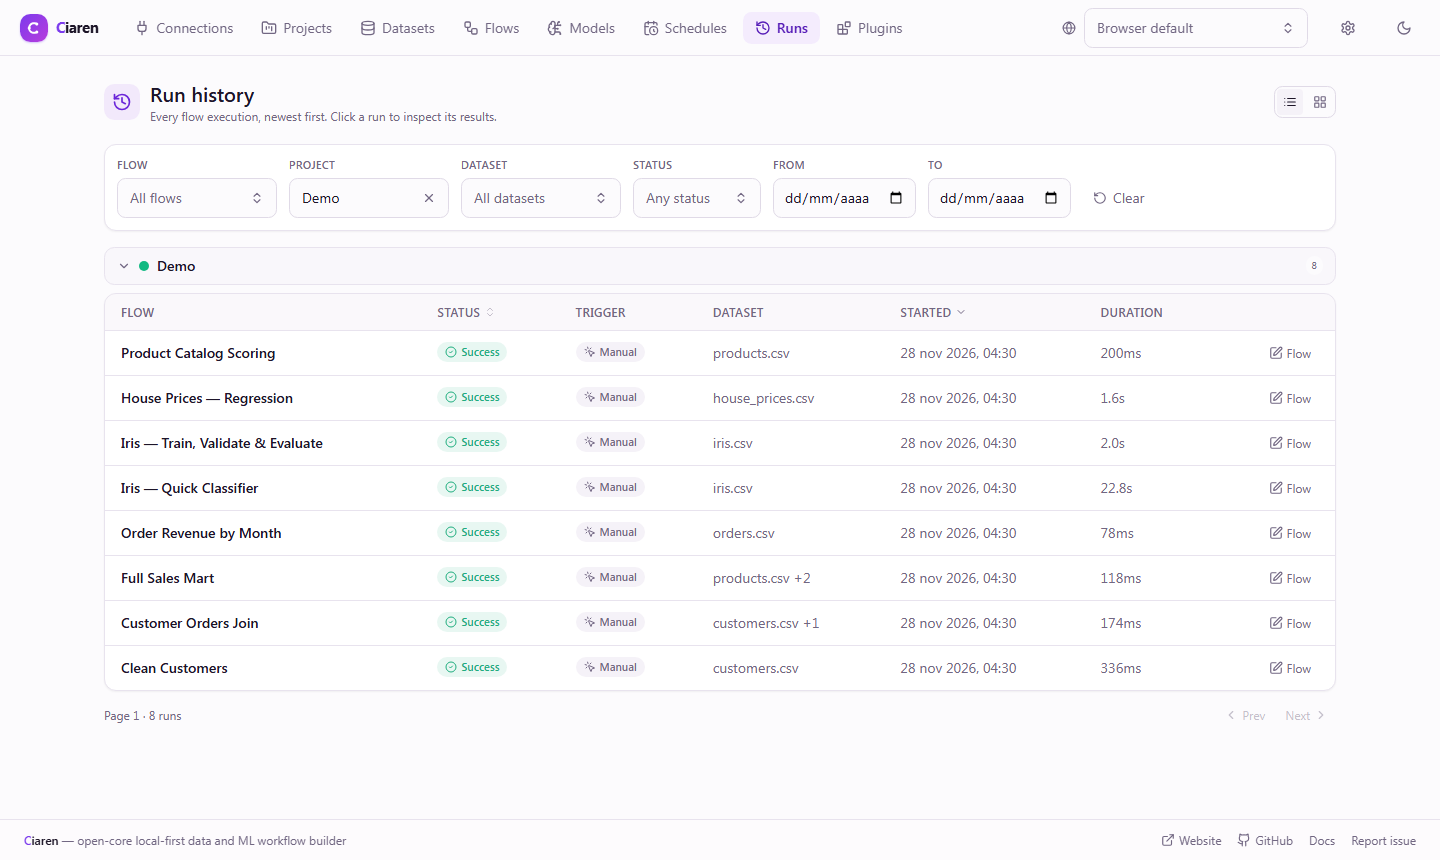 C Ciaren Connections Projects Datasets Flows Models Schedules Runs Plugins Browser default
Run history
Every flow execution, newest first. Click a run to inspect its results.
FLOW PROJECT DATASET STATUS FROM TO
All flows Demo All datasets Any status dd/mm/aaaa dd/mm/aaaa Clear
Demo 8
FLOW STATUS TRIGGER DATASET STARTED DURATION
Product Catalog Scoring Success Manual products.csv 28 nov 2026, 04:30 200ms Flow
House Prices — Regression Success Manual house_prices.csv 28 nov 2026, 04:30 1.6s Flow
Iris — Train, Validate & Evaluate Success Manual iris.csv 28 nov 2026, 04:30 2.0s Flow
Iris — Quick Classifier Success Manual iris.csv 28 nov 2026, 04:30 22.8s Flow
Order Revenue by Month Success Manual orders.csv 28 nov 2026, 04:30 78ms Flow
Full Sales Mart Success Manual products.csv +2 28 nov 2026, 04:30 118ms Flow
Customer Orders Join Success Manual customers.csv +1 28 nov 2026, 04:30 174ms Flow
Clean Customers Success Manual customers.csv 28 nov 2026, 04:30 336ms Flow
Page 1 · 8 runs Prev Next
Ciaren — open-core local-first data and ML workflow builder Website GitHub Docs Report issue